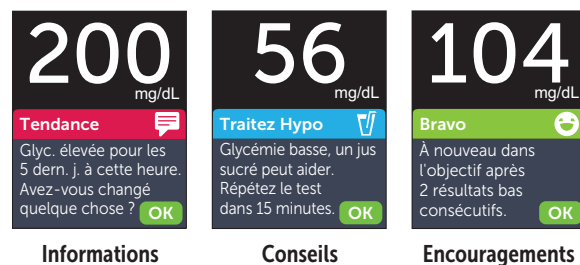 200
mg/dL
Tendance
Glyc. élevée pour les
5 dern. j. à cette heure.
Avez-vous changé
quelque chose ? OK
Informations
56
mg/dL
Traitez Hypo
Glycémie basse, un jus
sucré peut aider.
Répétez le test
dans 15 minutes. OK
Conseils
104
mg/dL
Bravo
À nouveau dans
l'objectif après
2 résultats bas
consécutifs. OK
Encouragements